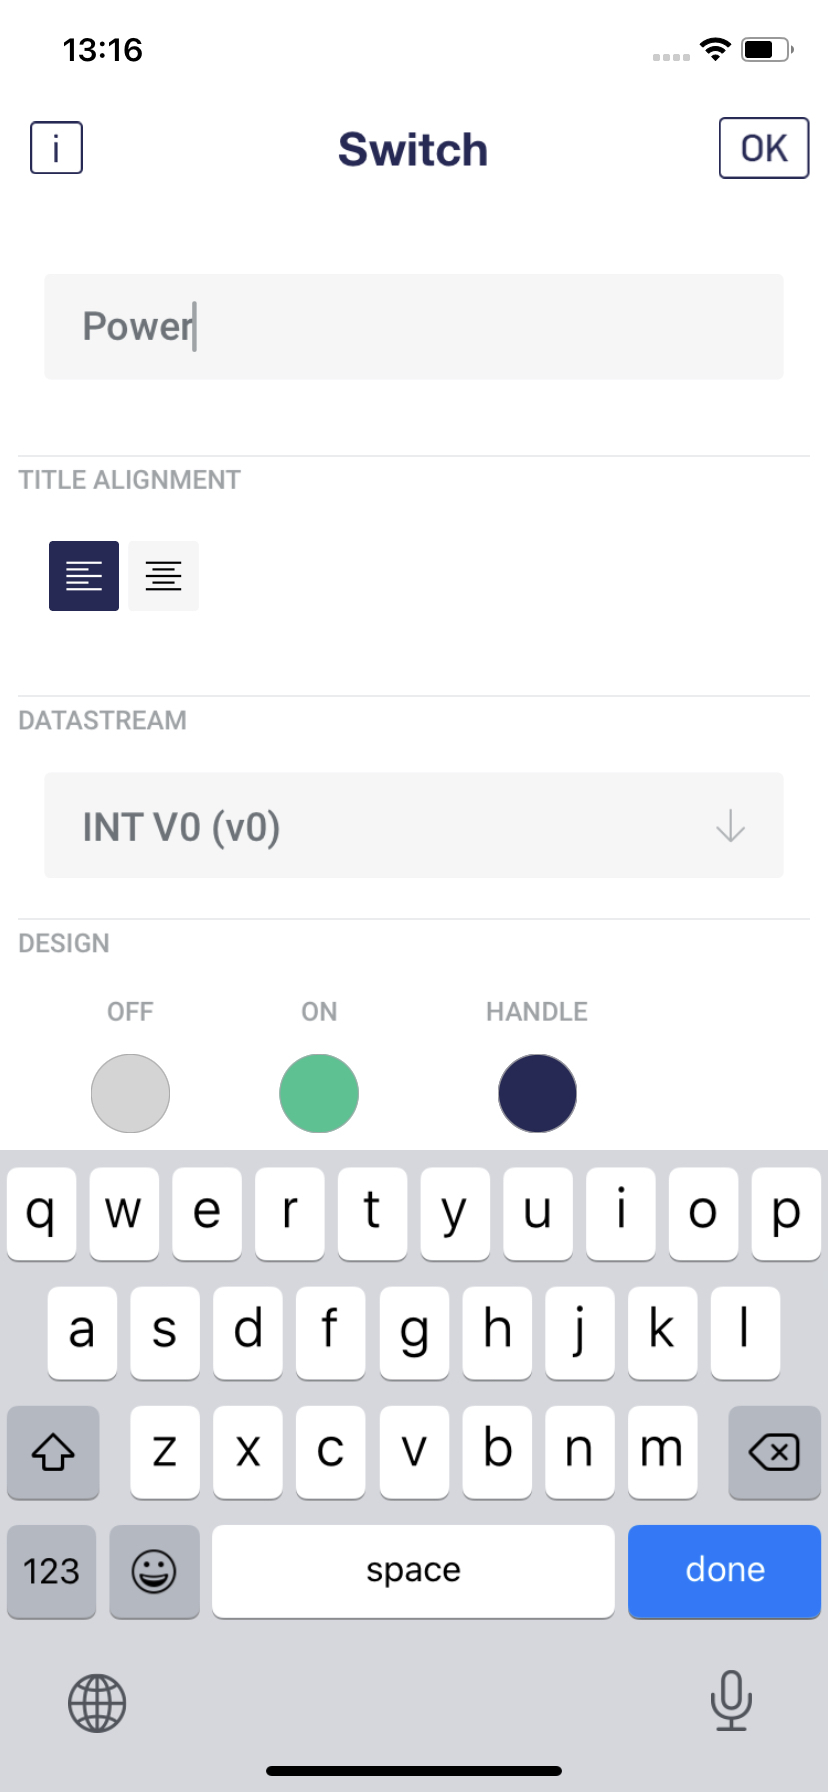 13:16
i Switch OK
Power
TITLE ALIGNMENT
DATASTREAM
INT V0 (v0)
DESIGN
OFF ON HANDLE
q w e r t y u i o p
a s d f g h j k l
z x c v b n m
123 space done